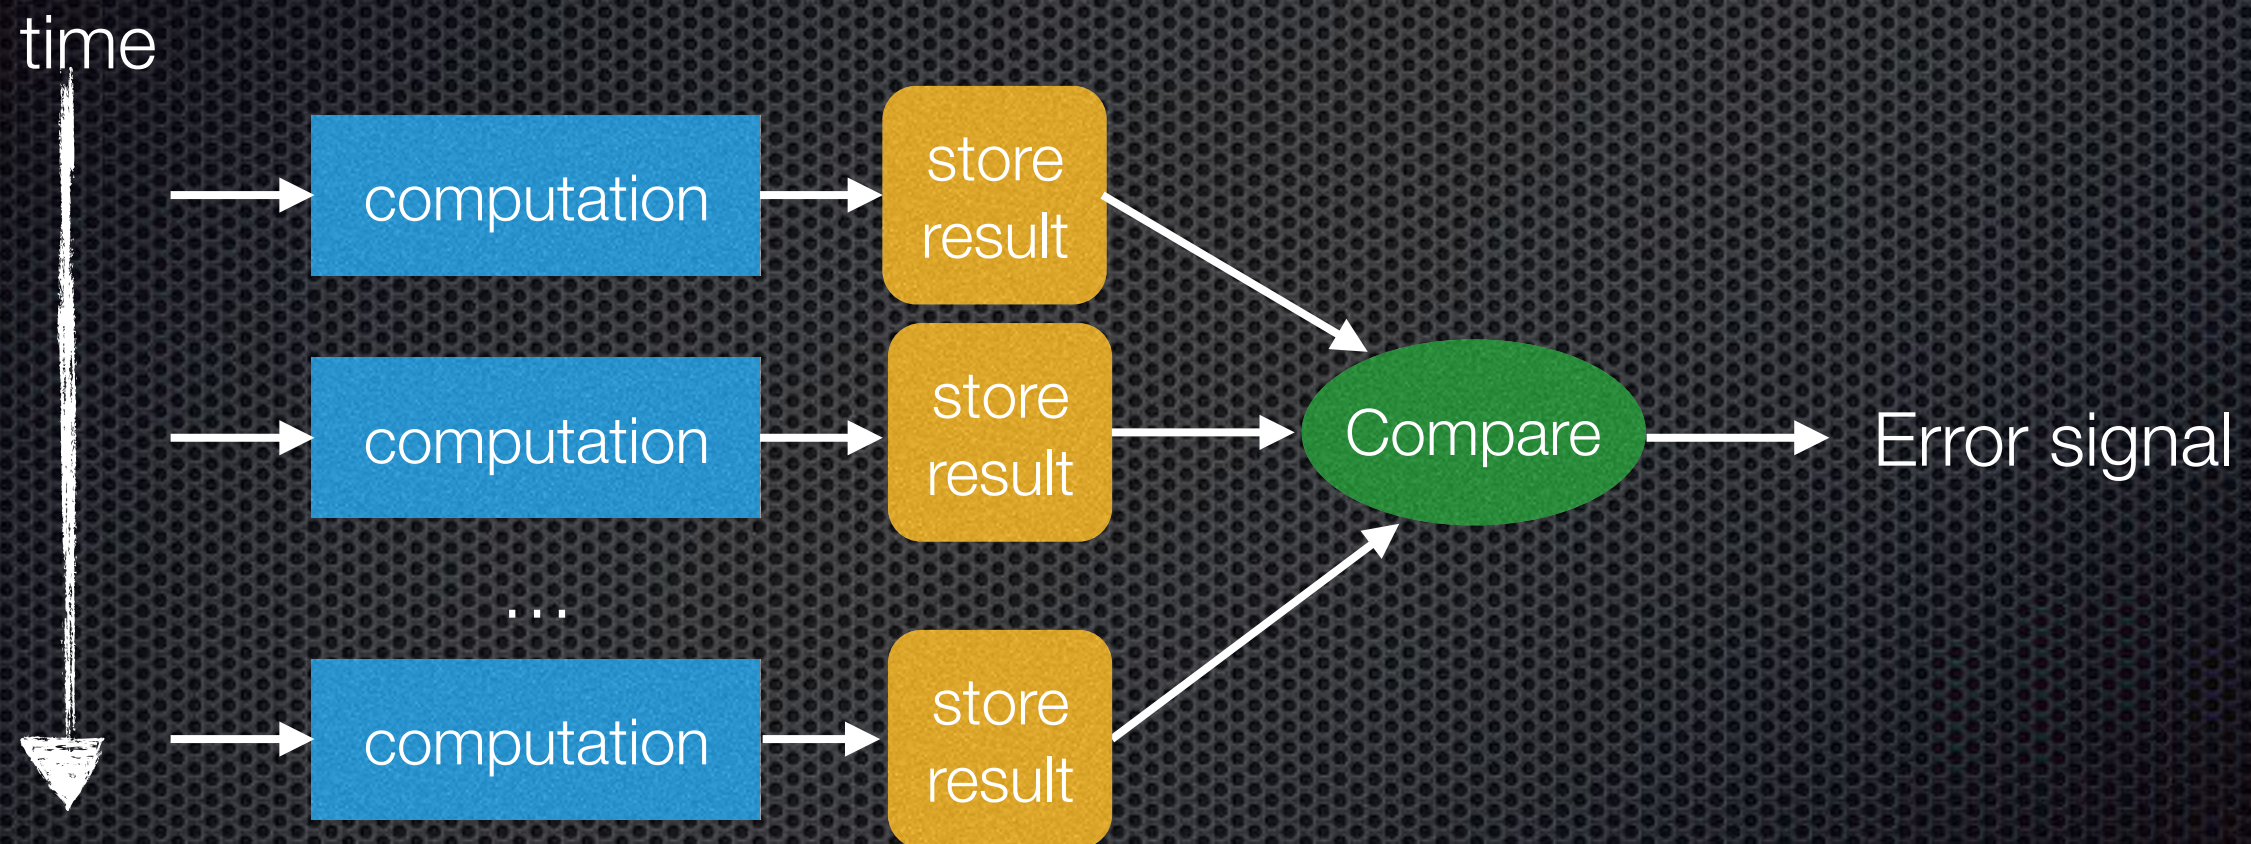 time
computation
store
result
computation
store
result
Compare
Error signal
...
computation
store
result